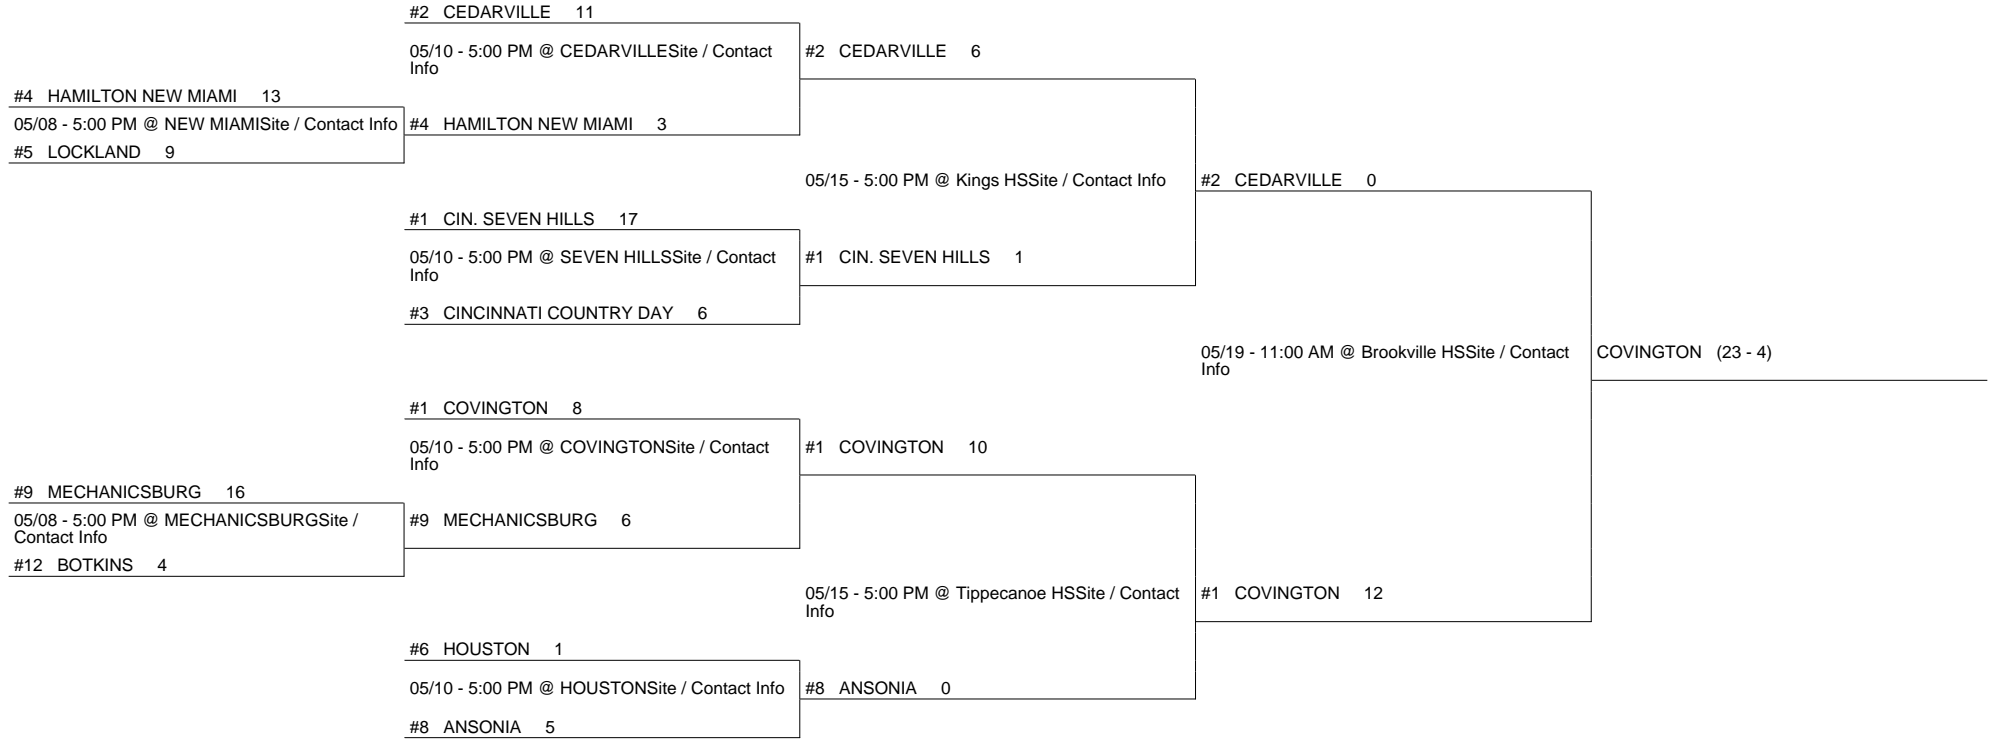 #2 CEDARVILLE 11
05/10 - 5:00 PM @ CEDARVILLESite / Contact
Info
#4 HAMILTON NEW MIAMI 13
05/08 - 5:00 PM @ NEW MIAMISite / Contact Info
#5 LOCKLAND 9
#4 HAMILTON NEW MIAMI 3
#2 CEDARVILLE 6
05/15 - 5:00 PM @ Kings HSSite / Contact Info
#1 CIN. SEVEN HILLS 17
05/10 - 5:00 PM @ SEVEN HILLSSite / Contact
Info
#3 CINCINNATI COUNTRY DAY 6
#1 CIN. SEVEN HILLS 1
#2 CEDARVILLE 0
05/19 - 11:00 AM @ Brookville HSSite / Contact
Info
COVINGTON (23 - 4)
#1 COVINGTON 8
05/10 - 5:00 PM @ COVINGTONSite / Contact
Info
#9 MECHANICSBURG 16
05/08 - 5:00 PM @ MECHANICSBURGSite /
Contact Info
#12 BOTKINS 4
#9 MECHANICSBURG 6
#1 COVINGTON 10
05/15 - 5:00 PM @ Tippecanoe HSSite / Contact
Info
#1 COVINGTON 12
#6 HOUSTON 1
05/10 - 5:00 PM @ HOUSTONSite / Contact Info
#8 ANSONIA 5
#8 ANSONIA 0